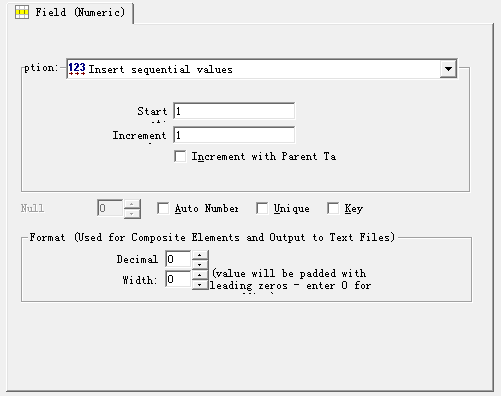 Field (Numeric)
ption: 123 Insert sequential values
Start 1
Increment 1
Increment with Parent Ta
Null 0 Auto Number Unique Key
Format (Used for Composite Elements and Output to Text Files)
Decimal 0
Width: 0 (value will be padded with
leading zeros - enter 0 for